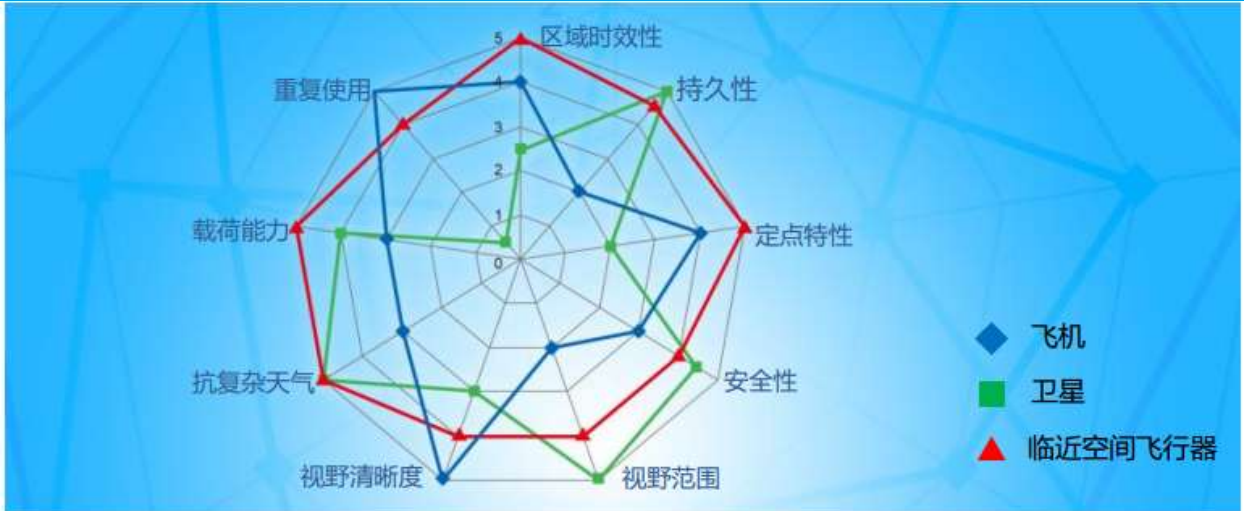 5
区域时效性
重复使用
持久性
3
2
载荷能力
1
定点特性
0
飞机
抗复杂天气
安全性
卫星
视野清晰度
视野范围
临近空间飞行器